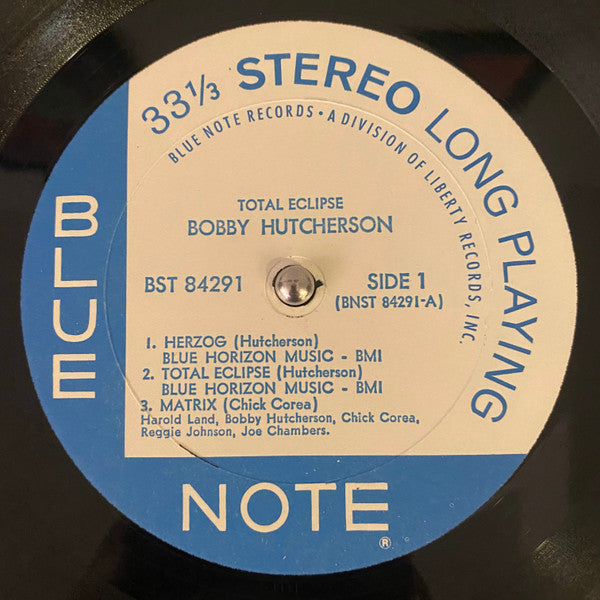 33⅓ STEREO LONG PLAYING
BLUE NOTE RECORDS • A DIVISION OF LIBERTY RECORDS, INC.
TOTAL ECLIPSE
BOBBY HUTCHERSON
BST 84291
SIDE 1
(BNST 84291-A)
1. HERZOG (Hutcherson)
BLUE HORIZON MUSIC - BMI
2. TOTAL ECLIPSE (Hutcherson)
BLUE HORIZON MUSIC - BMI
3. MATRIX (Chick Corea)
Harold Land, Bobby Hutcherson, Chick Corea,
Reggie Johnson, Joe Chambers.
BLUE
NOTE®